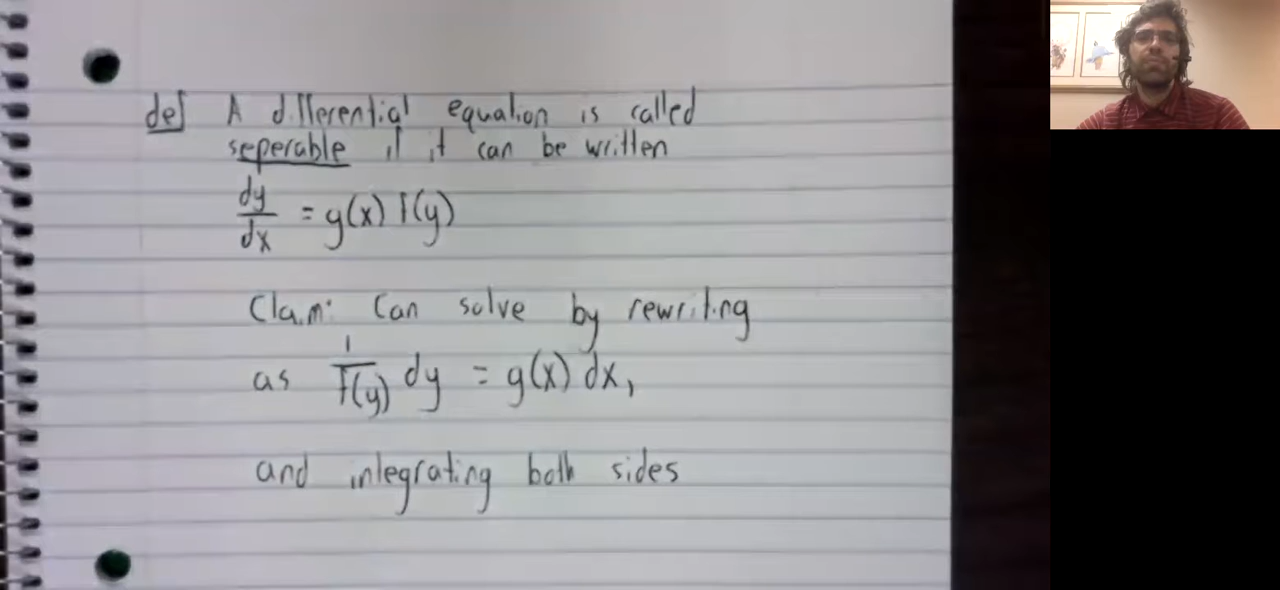 def A differential equation is called
seperable if it can be written
dy/dx = g(x) f(y)
Claim: Can solve by rewriting
as 1/f(y) dy = g(x) dx,
and integrating both sides